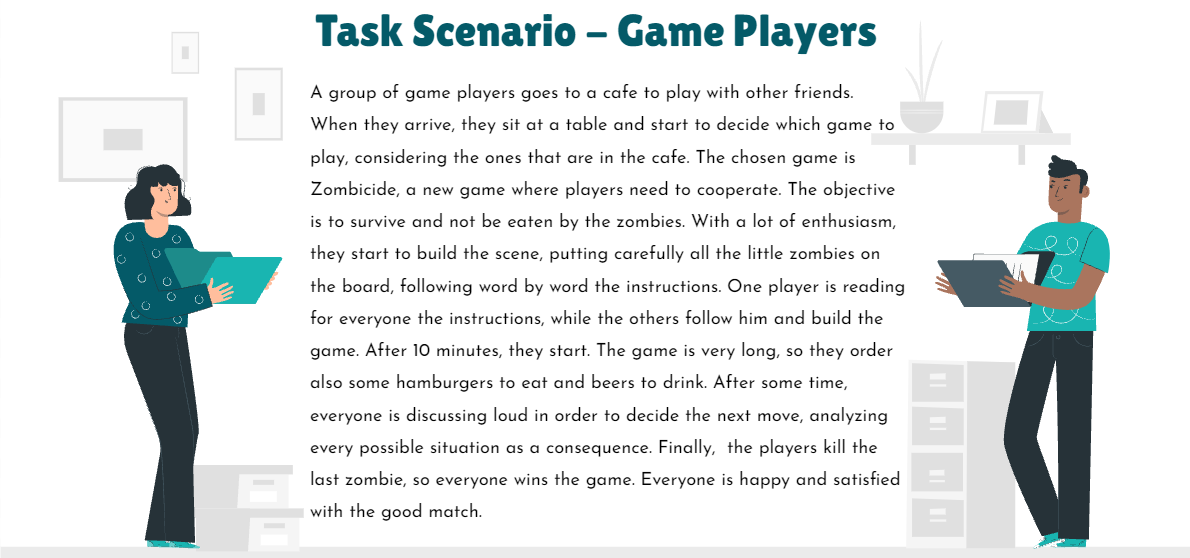 Task Scenario – Game Players
A group of game players goes to a cafe to play with other friends.
When they arrive, they sit at a table and start to decide which game to
play, considering the ones that are in the cafe. The chosen game is
Zombicide, a new game where players need to cooperate. The objective
is to survive and not be eaten by the zombies. With a lot of enthusiasm,
they start to build the scene, putting carefully all the little zombies on
the board, following word by word the instructions. One player is reading
for everyone the instructions, while the others follow him and build the
game. After 10 minutes, they start. The game is very long, so they order
also some hamburgers to eat and beers to drink. After some time,
everyone is discussing loud in order to decide the next move, analyzing
every possible situation as a consequence. Finally,  the players kill the
last zombie, so everyone wins the game. Everyone is happy and satisfied
with the good match.